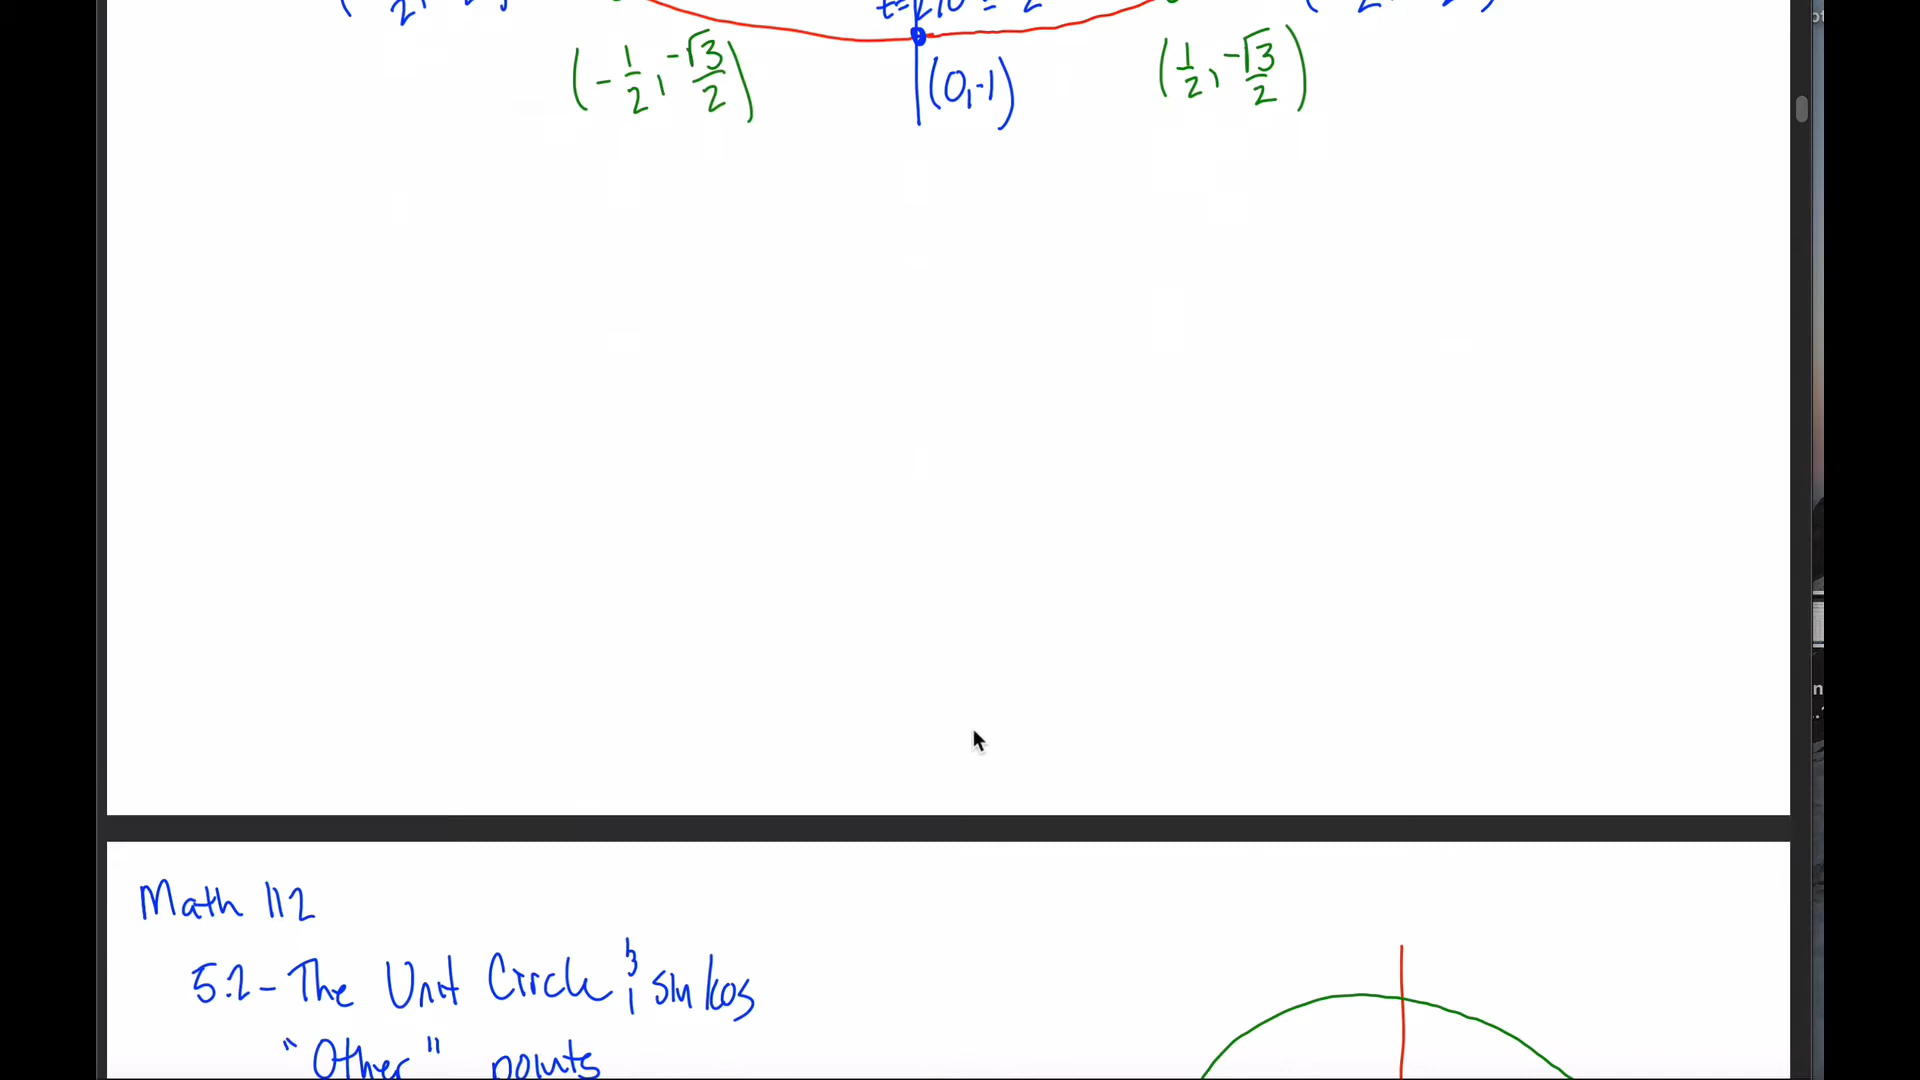 t=270°=
(-1/2, -√3/2)
(0,-1)
(1/2, -√3/2)
Math 112
5.2 - The Unit Circle & sin/cos
"Other" points